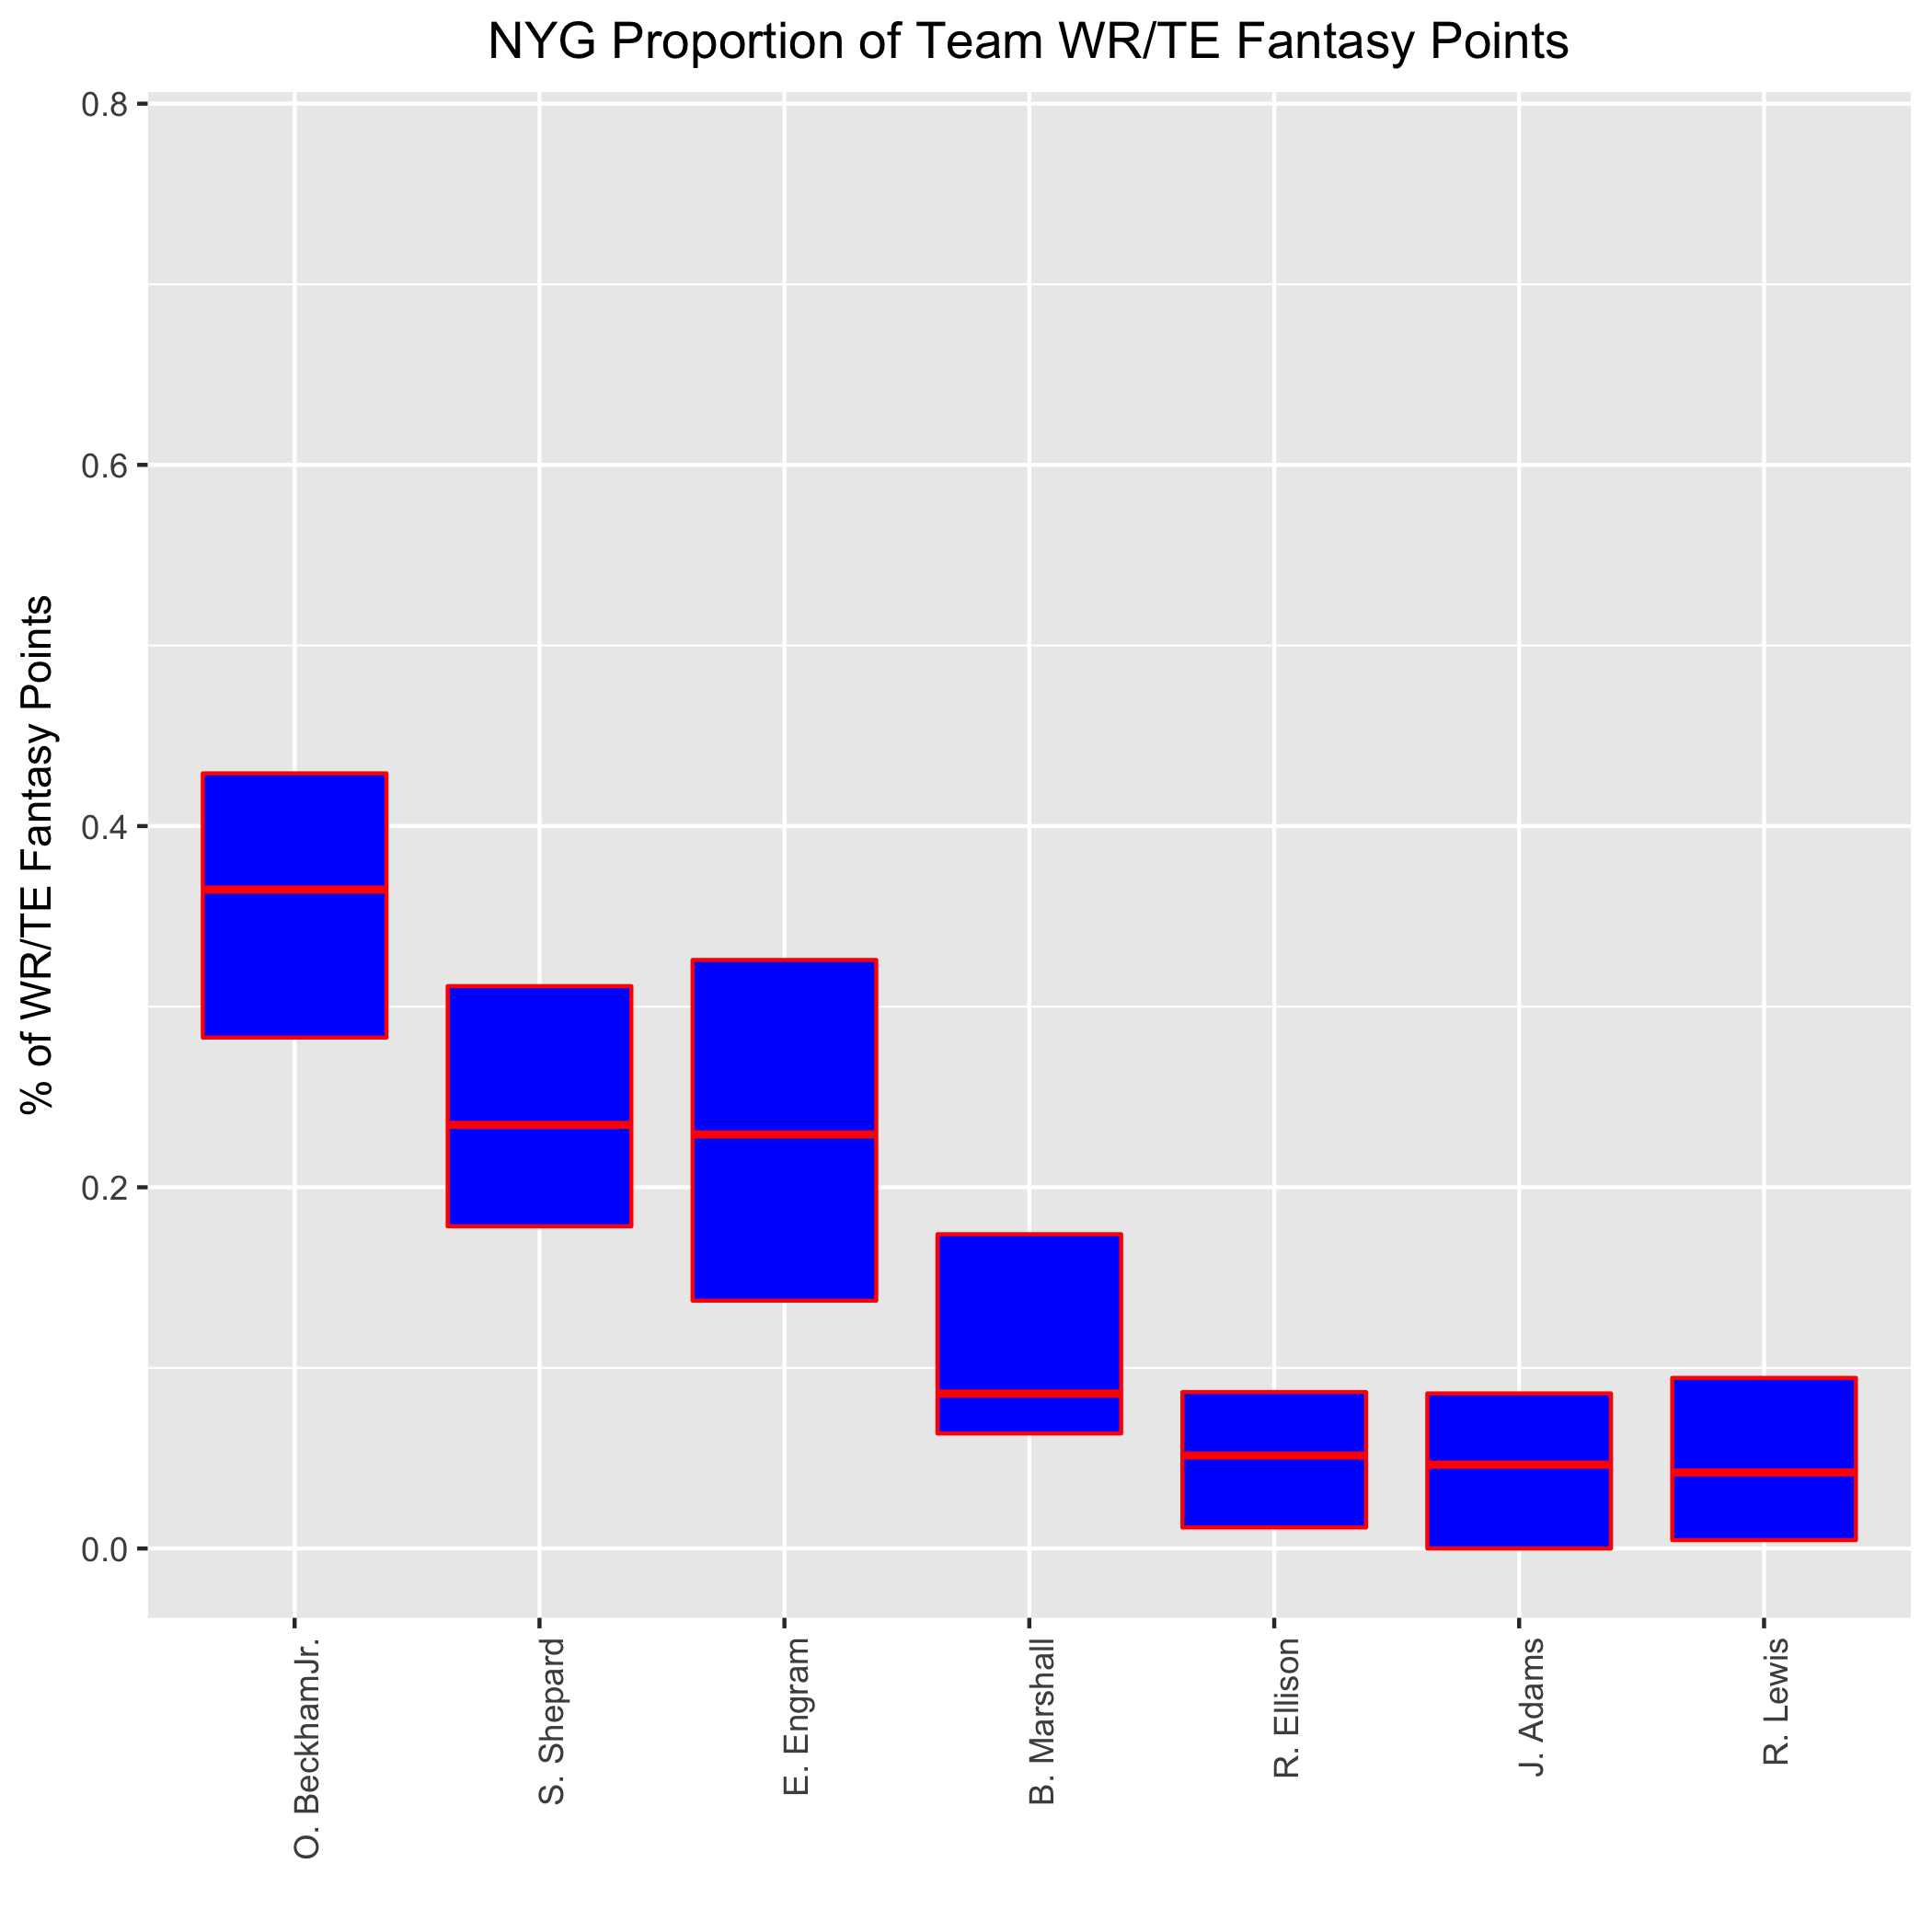 NYG Proportion of Team WR/TE Fantasy Points
% of WR/TE Fantasy Points
0.8
0.6
0.4
0.2
0.0
O. BeckhamJr.
S. Shepard
E. Engram
B. Marshall
R. Ellison
J. Adams
R. Lewis